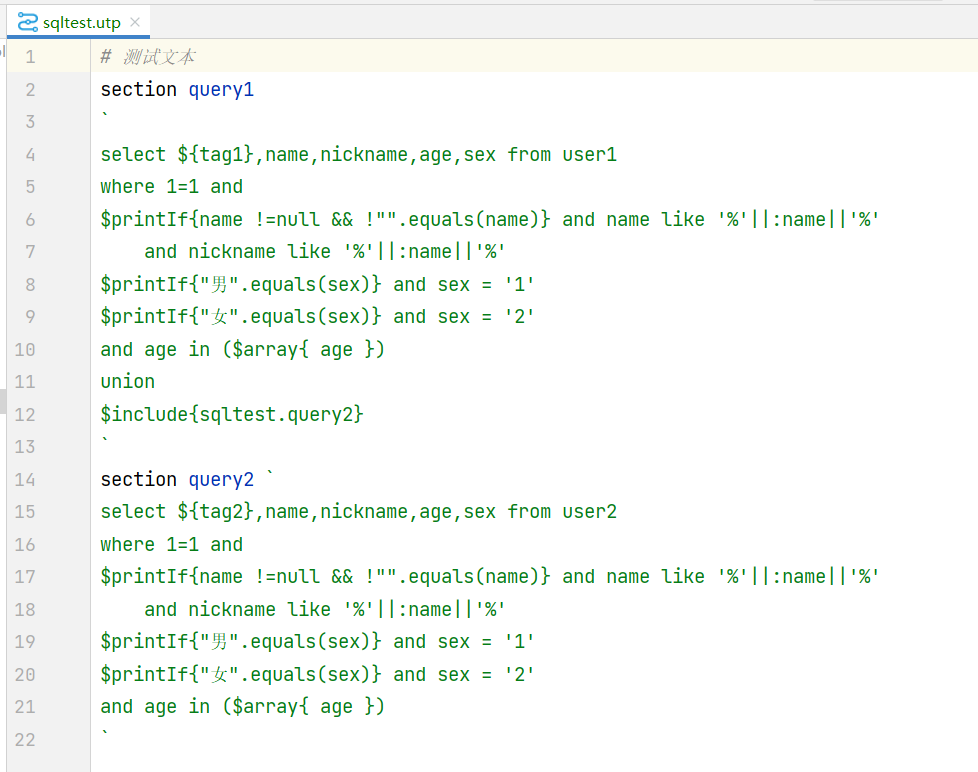 sqltest.utp
1 # 测试文本
2 section query1
3 `
4 select ${tag1},name,nickname,age,sex from user1
5 where 1=1 and
6 $printIf{name !=null && !"".equals(name)} and name like '%'||:name||'%'
7     and nickname like '%'||:name||'%'
8 $printIf{"男".equals(sex)} and sex = '1'
9 $printIf{"女".equals(sex)} and sex = '2'
10 and age in ($array{ age })
11 union
12 $include{sqltest.query2}
13 `
14 section query2 `
15 select ${tag2},name,nickname,age,sex from user2
16 where 1=1 and
17 $printIf{name !=null && !"".equals(name)} and name like '%'||:name||'%'
18     and nickname like '%'||:name||'%'
19 $printIf{"男".equals(sex)} and sex = '1'
20 $printIf{"女".equals(sex)} and sex = '2'
21 and age in ($array{ age })
22 `